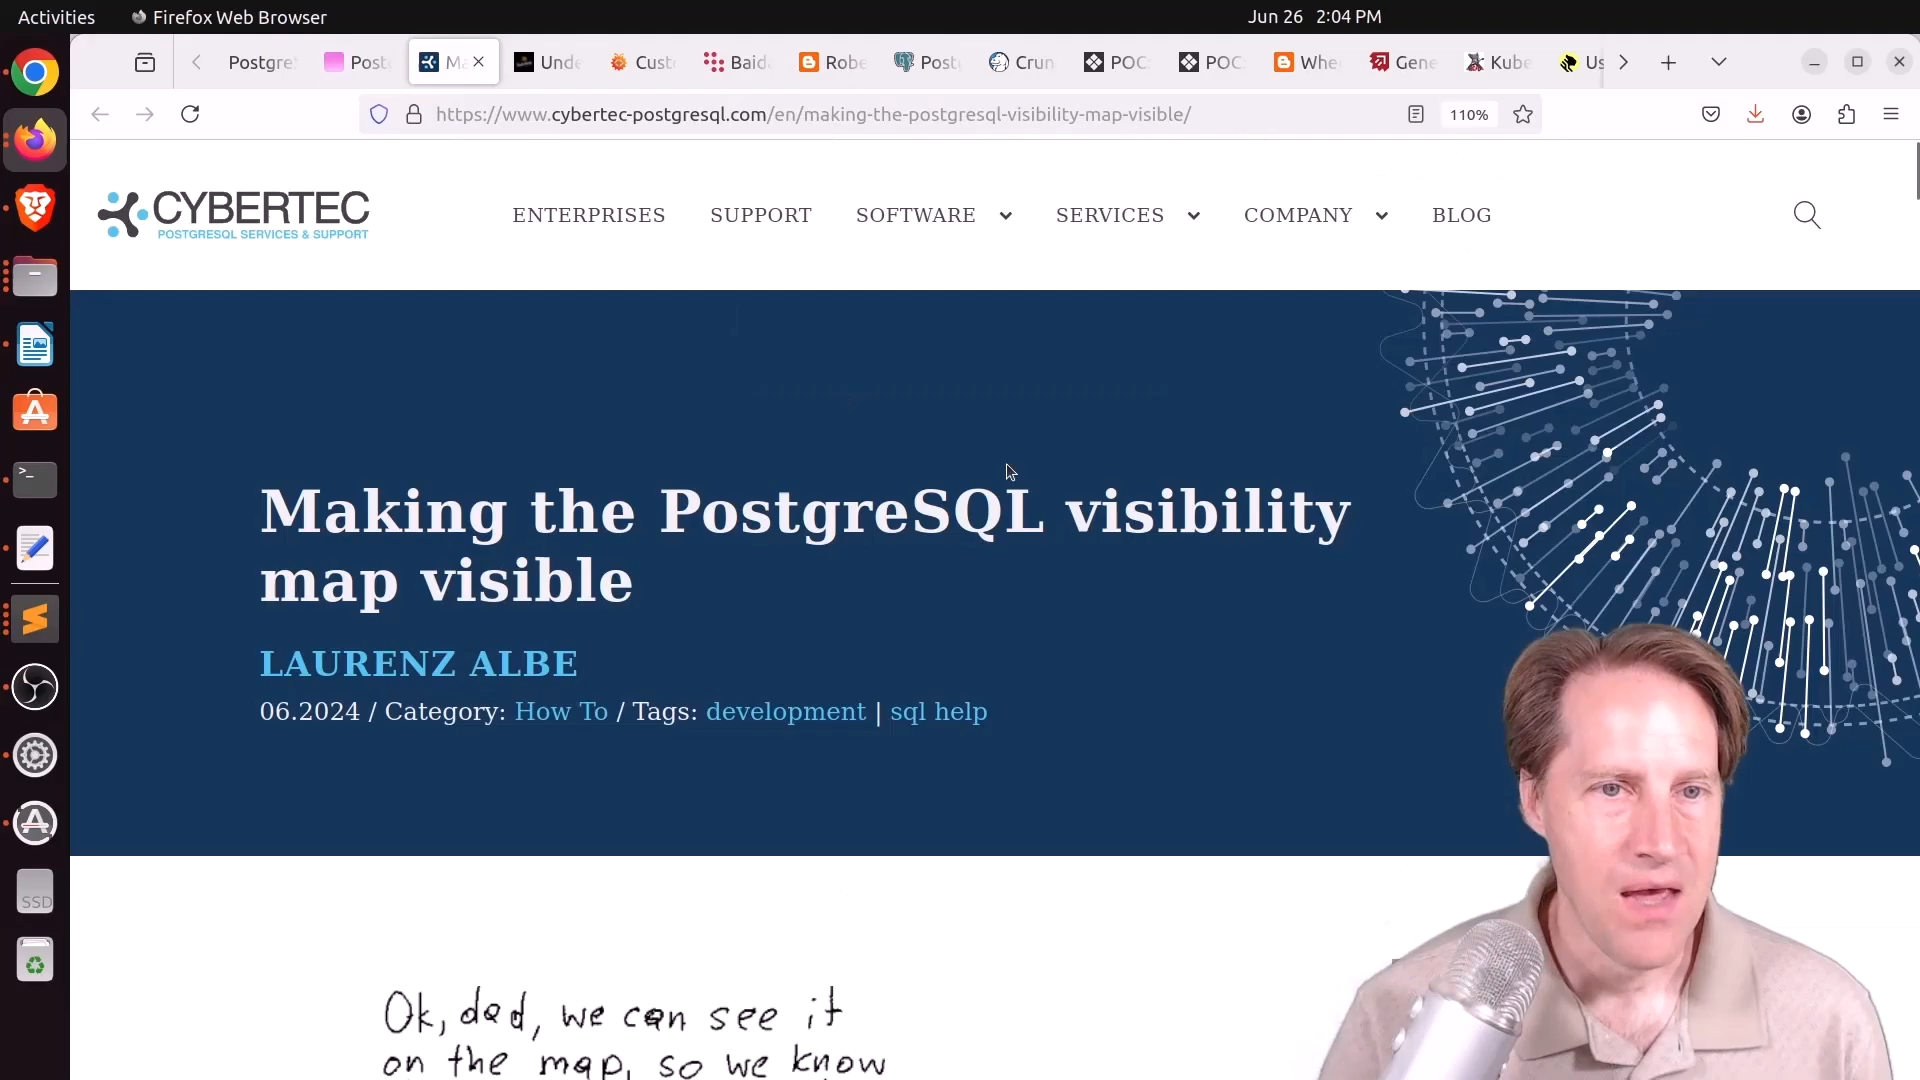 Activities
Firefox Web Browser
Jun 26 2:04 PM
Postgre
Post
Ma
Unde
Cust
Baid
Robe
Post
Crun
POC
POC
Whe
Gene
Kube
Us
https://www.cybertec-postgresql.com/en/making-the-postgresql-visibility-map-visible/
110%
CYBERTEC
POSTGRESQL SERVICES & SUPPORT
ENTERPRISES
SUPPORT
SOFTWARE
SERVICES
COMPANY
BLOG
Making the PostgreSQL visibility
map visible
LAURENZ ALBE
06.2024 / Category: How To / Tags: development | sql help
Ok, dad, we can see it
on the map, so we know
SSD